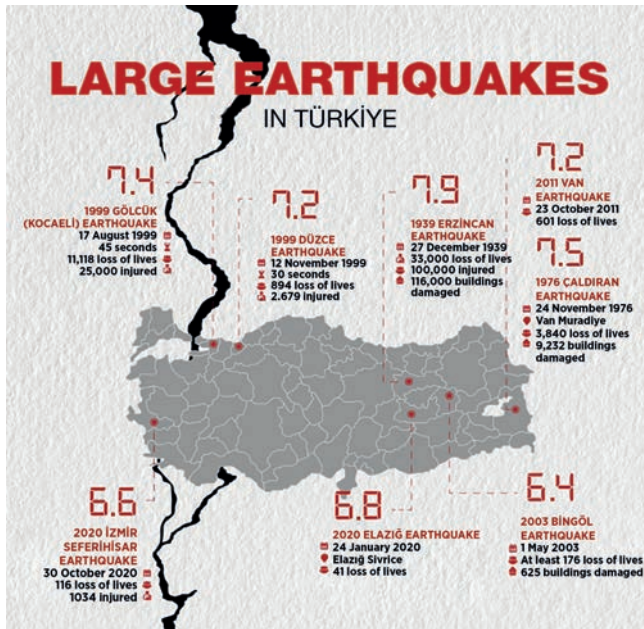 LARGE EARTHQUAKES
IN TÜRKİYE
7.4
1999 GÖLCÜK
(KOCAELİ) EARTHQUAKE
17 August 1999
45 seconds
11,118 loss of lives
25,000 injured
7.2
1999 DÜZCE
EARTHQUAKE
12 November 1999
30 seconds
894 loss of lives
2.679 injured
7.9
1939 ERZİNCAN
EARTHQUAKE
27 December 1939
33,000 loss of lives
100,000 injured
116,000 buildings
damaged
7.2
2011 VAN
EARTHQUAKE
23 October 2011
601 loss of lives
7.5
1976 ÇALDIRAN
EARTHQUAKE
24 November 1976
Van Muradiye
3,840 loss of lives
9,232 buildings
damaged
6.6
2020 İZMİR
SEFERİHİSAR
EARTHQUAKE
30 October 2020
116 loss of lives
1034 injured
6.8
2020 ELAZIĞ EARTHQUAKE
24 January 2020
Elazığ Sivrice
41 loss of lives
6.4
2003 BİNGÖL
EARTHQUAKE
1 May 2003
At least 176 loss of lives
625 buildings damaged